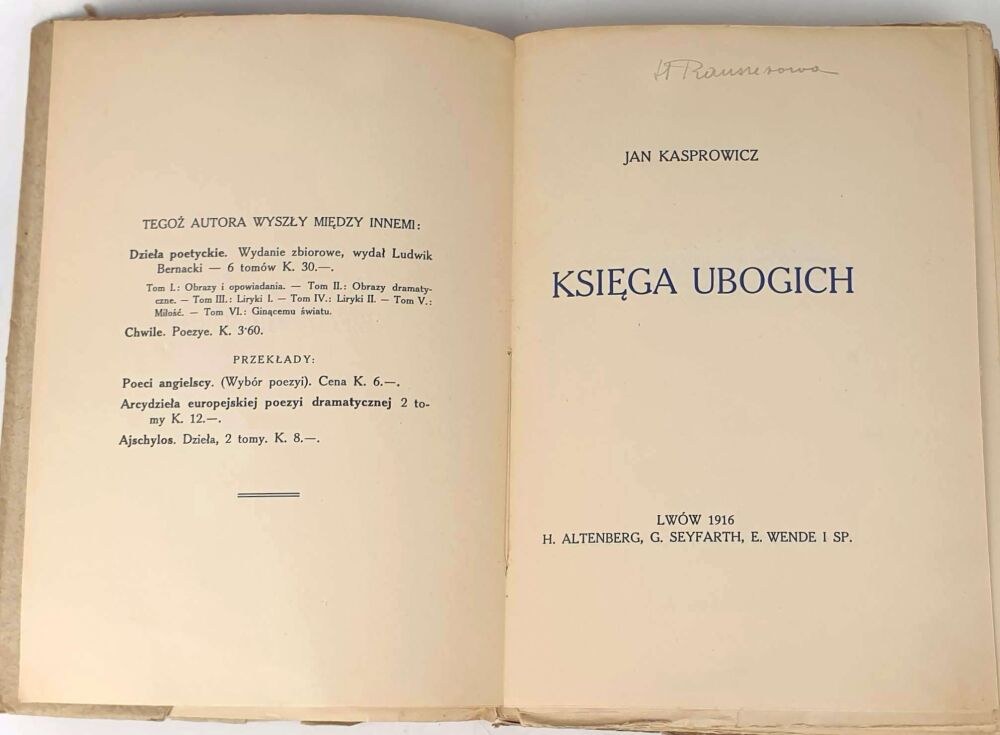 TEGOŻ AUTORA WYSZŁY MIĘDZY INNEMI:
Dzieła poetyckie. Wydanie zbiorowe, wydał Ludwik
Bernacki — 6 tomów K. 30.—.
Tom I.: Obrazy i opowiadania. — Tom II.: Obrazy dramaty-
czne. — Tom III.: Liryki I. — Tom IV.: Liryki II. — Tom V.:
Miłość. — Tom VI.: Ginącemu światu.
Chwile. Poezye. K. 3·60.
PRZEKŁADY:
Poeci angielscy. (Wybór poezyi). Cena K. 6.—.
Arcydzieła europejskiej poezyi dramatycznej 2 to-
my K. 12.—.
Ajschylos. Dzieła, 2 tomy. K. 8.—.
JAN KASPROWICZ
KSIĘGA UBOGICH
LWÓW 1916
H. ALTENBERG, G. SEYFARTH, E. WENDE I SP.